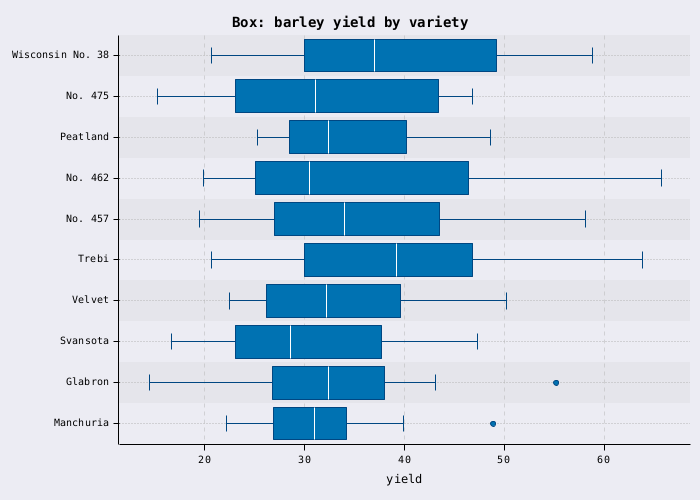 Box: barley yield by variety
Wisconsin No. 38
No. 475
Peatland
No. 462
No. 457
Trebi
Velvet
Svansota
Glabron
Manchuria
20 30 40 50 60
yield